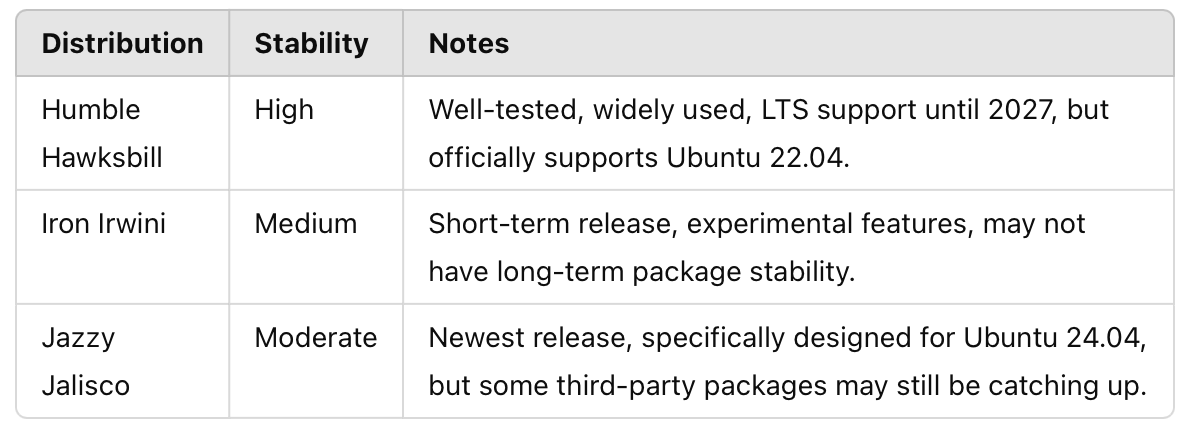 Distribution Stability Notes
Humble Hawksbill High Well-tested, widely used, LTS support until 2027, but
officially supports Ubuntu 22.04.
Iron Irwini Medium Short-term release, experimental features, may not
have long-term package stability.
Jazzy Jalisco Moderate Newest release, specifically designed for Ubuntu 24.04,
but some third-party packages may still be catching up.